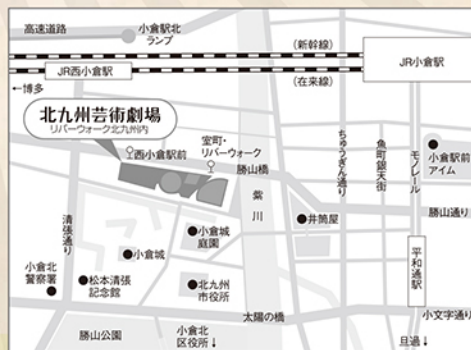 高速道路
小倉駅北
ランプ
(新幹線)
JR小倉駅
JR西小倉駅
(在来線)
←博多
北九州芸術劇場
リバーウォーク北九州内
西小倉駅前
室町・
リバーウォーク
勝山橋
紫川
ちゅうぎん通り
魚町銀天街
モノレール
小倉駅前
アイム
勝山通り
井筒屋
清張通り
小倉城
小倉城
庭園
小倉北
警察署
松本清張
記念館
北九州
市役所
平和通駅
太陽の橋
小文字通り
勝山公園
小倉北
区役所↓
旦過↓